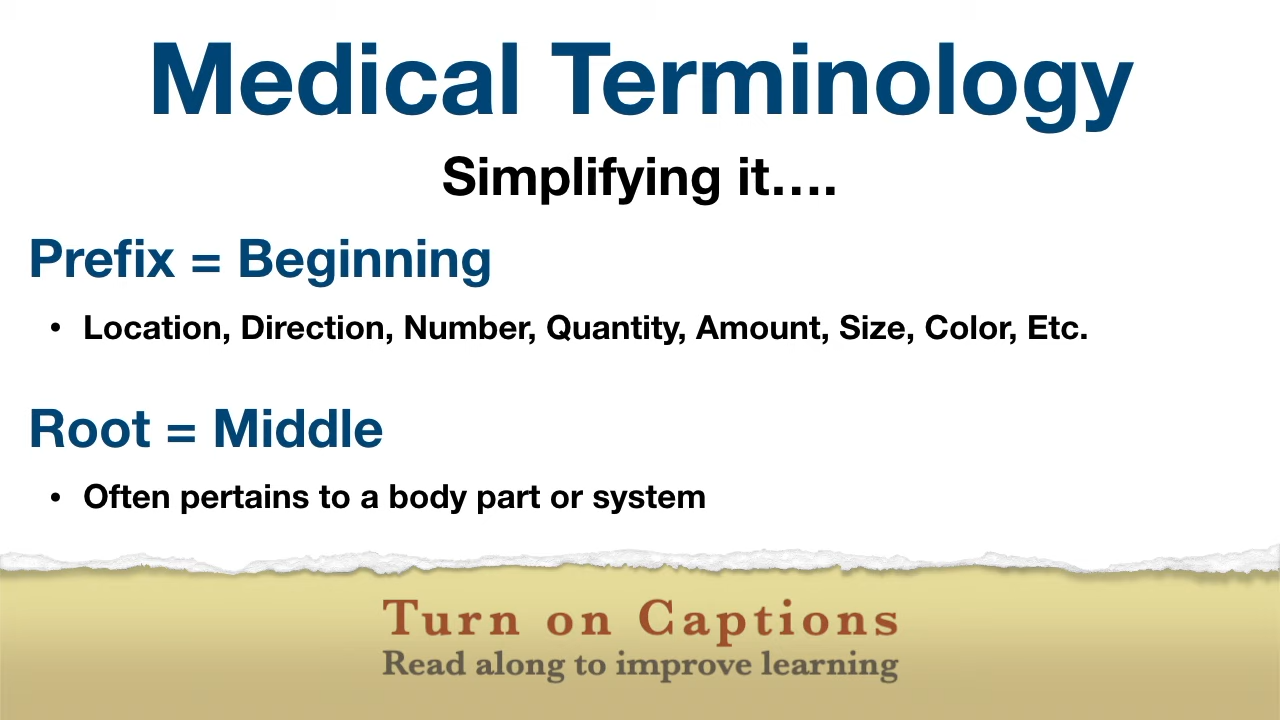 Medical Terminology
Simplifying it....
Prefix = Beginning
• Location, Direction, Number, Quantity, Amount, Size, Color, Etc.
Root = Middle
• Often pertains to a body part or system
Turn on Captions
Read along to improve learning